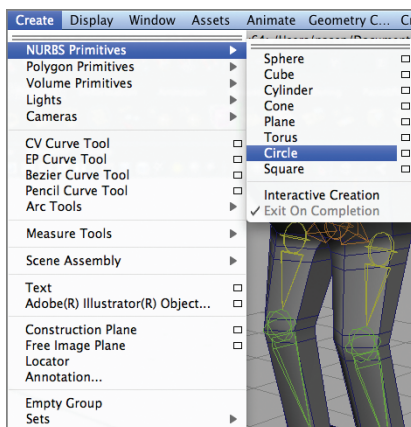 Create Display Window Assets Animate Geometry C...
NURBS Primitives
Polygon Primitives
Volume Primitives
Lights
Cameras
CV Curve Tool
EP Curve Tool
Bezier Curve Tool
Pencil Curve Tool
Arc Tools
Measure Tools
Scene Assembly
Text
Adobe(R) Illustrator(R) Object...
Construction Plane
Free Image Plane
Locator
Annotation...
Empty Group
Sets
Sphere
Cube
Cylinder
Cone
Plane
Torus
Circle
Square
Interactive Creation
✓ Exit On Completion